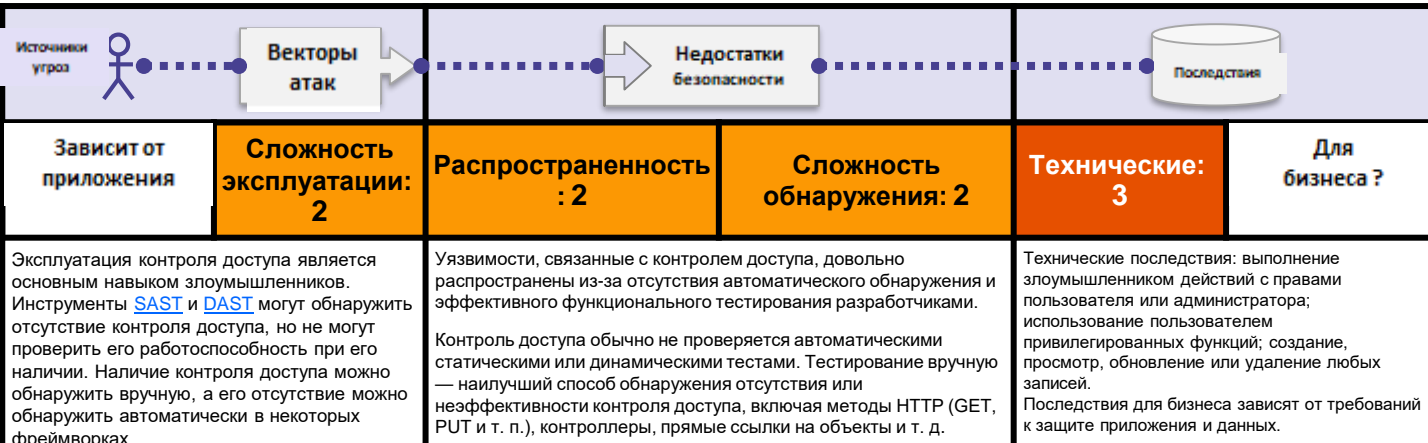 Источники
угроз
Векторы
атак
Недостатки
безопасности
Последствия
Зависит от
приложения
Сложность
эксплуатации:
2
Распространенность
: 2
Сложность
обнаружения: 2
Технические:
3
Для
бизнеса ?
Эксплуатация контроля доступа является
основным навыком злоумышленников.
Инструменты SAST и DAST могут обнаружить
отсутствие контроля доступа, но не могут
проверить его работоспособность при его
наличии. Наличие контроля доступа можно
обнаружить вручную, а его отсутствие можно
обнаружить автоматически в некоторых
фреймворках
Уязвимости, связанные с контролем доступа, довольно
распространены из-за отсутствия автоматического обнаружения и
эффективного функционального тестирования разработчиками.
Контроль доступа обычно не проверяется автоматическими
статическими или динамическими тестами. Тестирование вручную
— наилучший способ обнаружения отсутствия или
неэффективности контроля доступа, включая методы HTTP (GET,
PUT и т. п.), контроллеры, прямые ссылки на объекты и т. д.
Технические последствия: выполнение
злоумышленником действий с правами
пользователя или администратора;
использование пользователем
привилегированных функций; создание,
просмотр, обновление или удаление любых
записей.
Последствия для бизнеса зависят от требований
к защите приложения и данных.